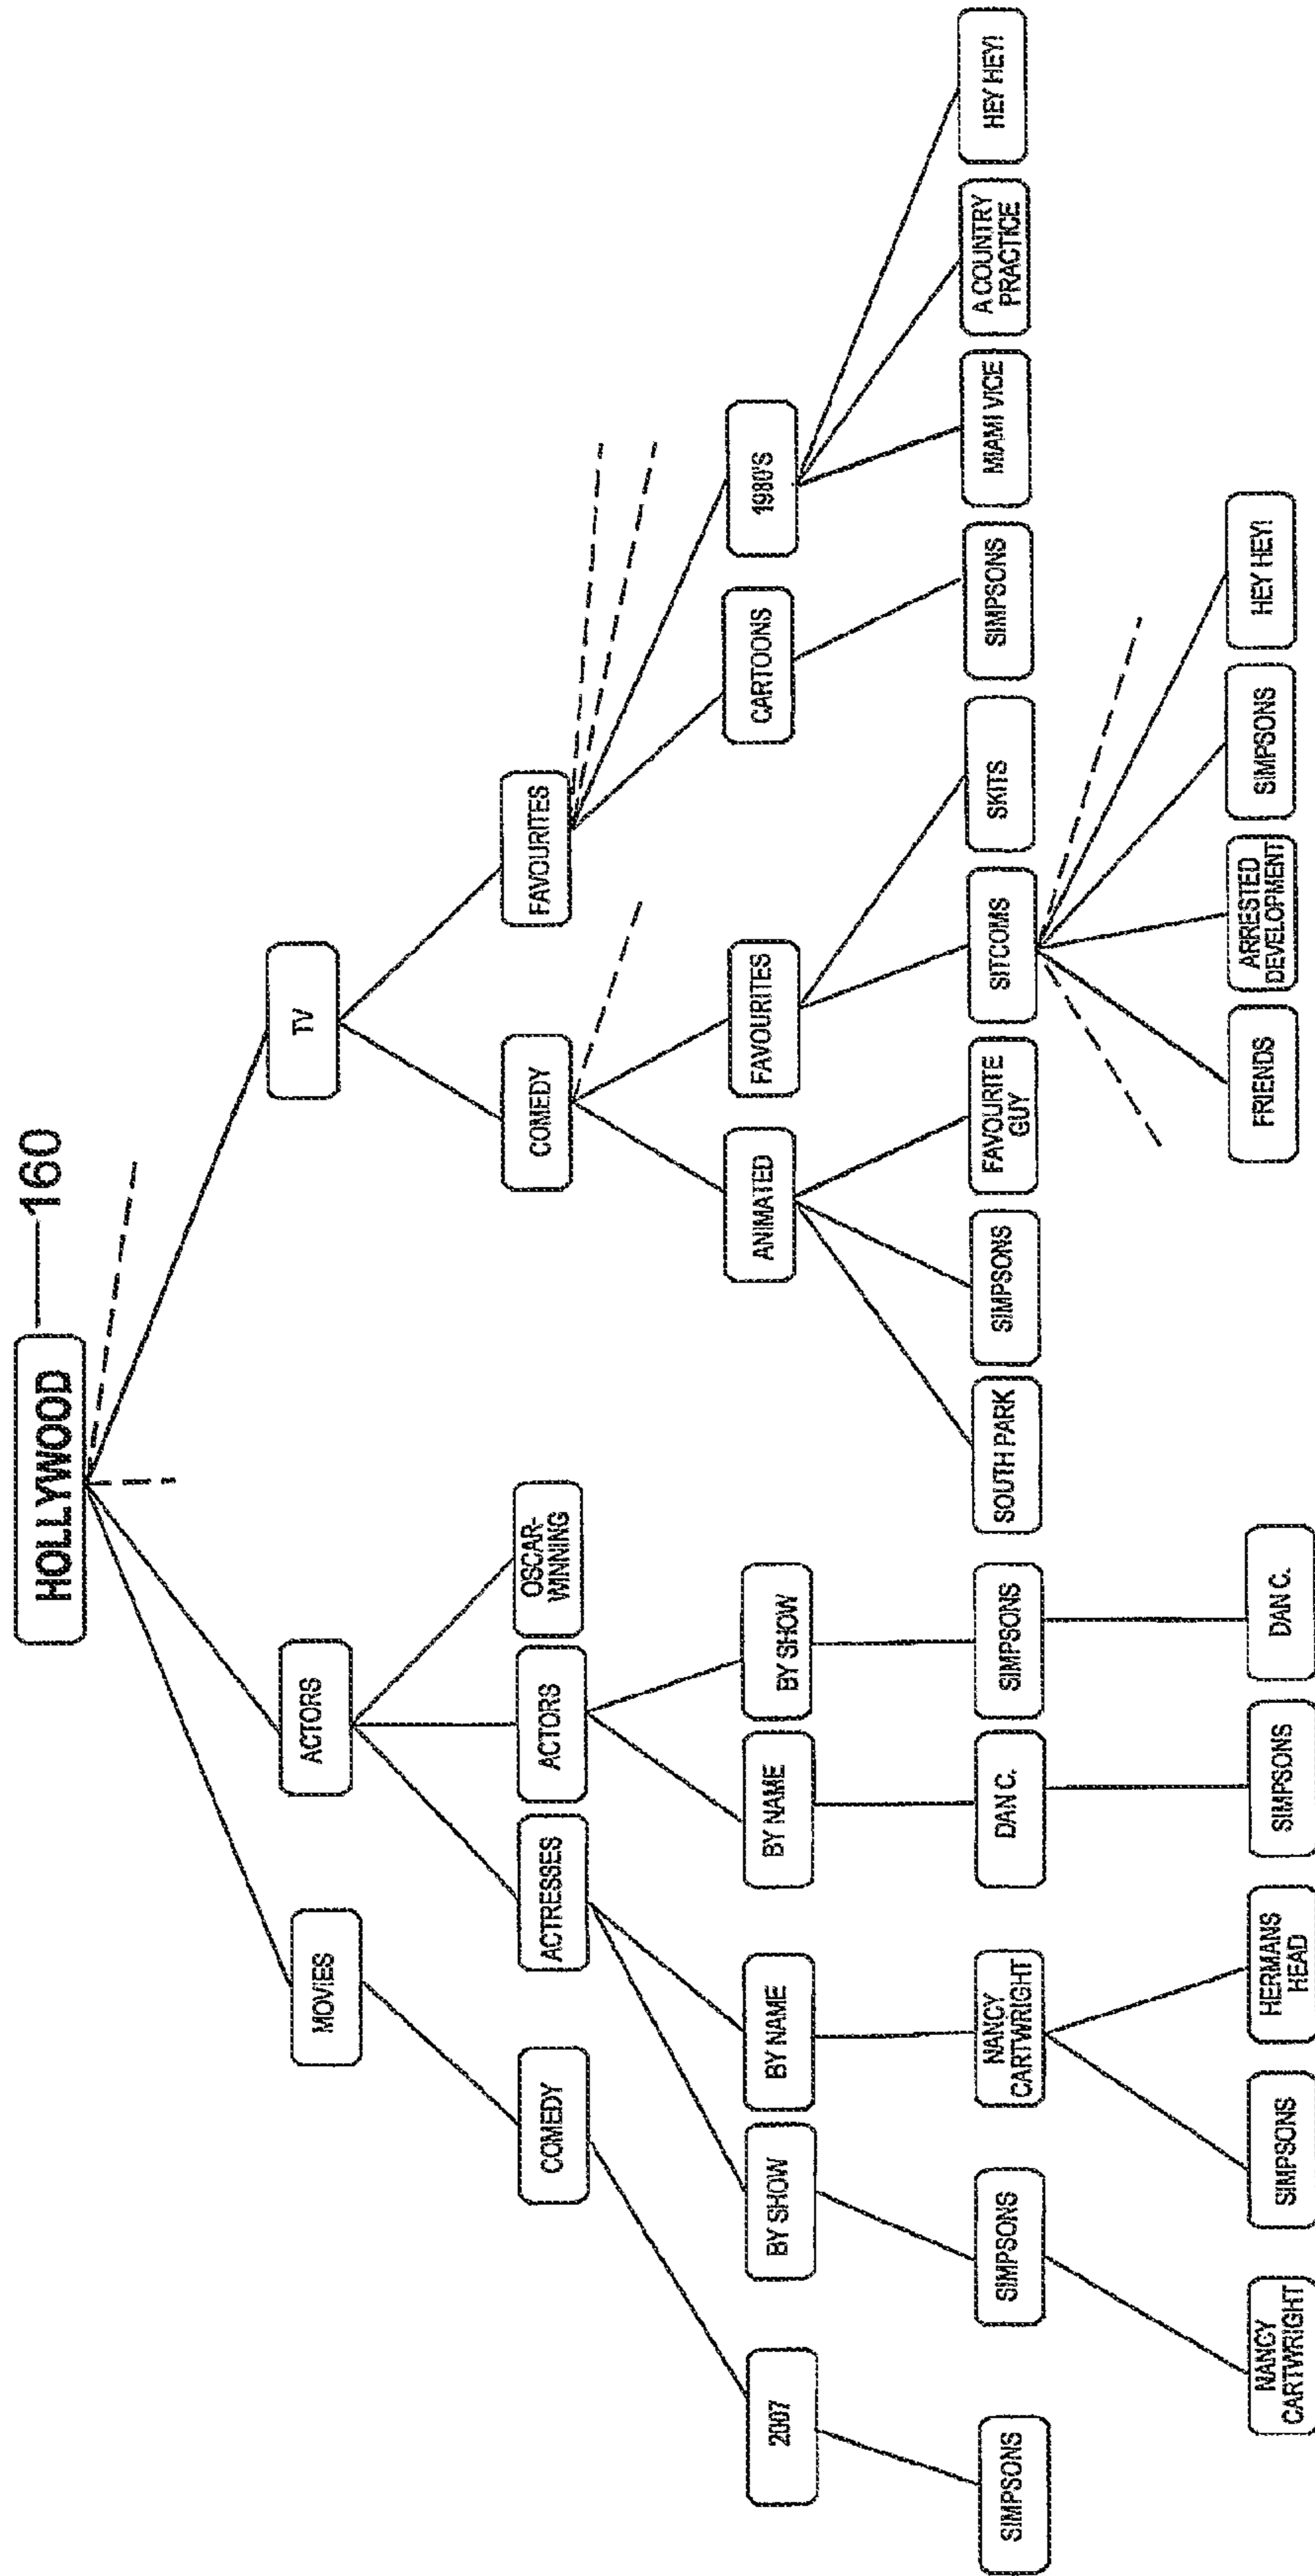 HOLLYWOOD
160
MOVIES
ACTORS
TV
COMEDY
ACTRESSES
ACTORS
OSCAR-
WINNING
COMEDY
FAVOURITES
2007
BY SHOW
BY NAME
BY NAME
BY SHOW
ANIMATED
FAVOURITES
CARTOONS
1980'S
SIMPSONS
SIMPSONS
NANCY
CARTWRIGHT
DAN C.
SIMPSONS
SOUTH PARK
SIMPSONS
FAVOURITE
GUY
SITCOMS
SKITS
SIMPSONS
MIAMI VICE
A COUNTRY
PRACTICE
HEY HEY!
NANCY
CARTWRIGHT
SIMPSONS
HERMANS
HEAD
SIMPSONS
DAN C.
FRIENDS
ARRESTED
DEVELOPMENT
SIMPSONS
HEY HEY!